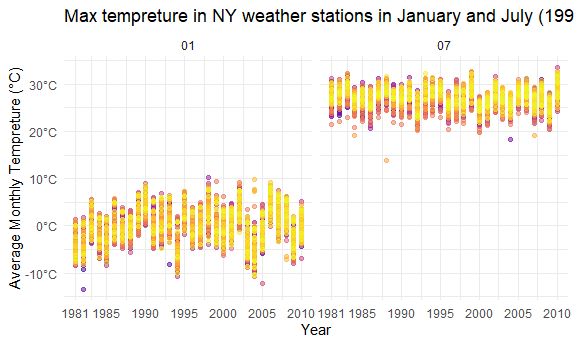 Max tempreture in NY weather stations in January and July (199
01
07
Average Monthly Tempreture (°C)
30°C
20°C
10°C
0°C
-10°C
1981 1985 1990 1995 2000 2005 2010
1981 1985 1990 1995 2000 2005 2010
Year